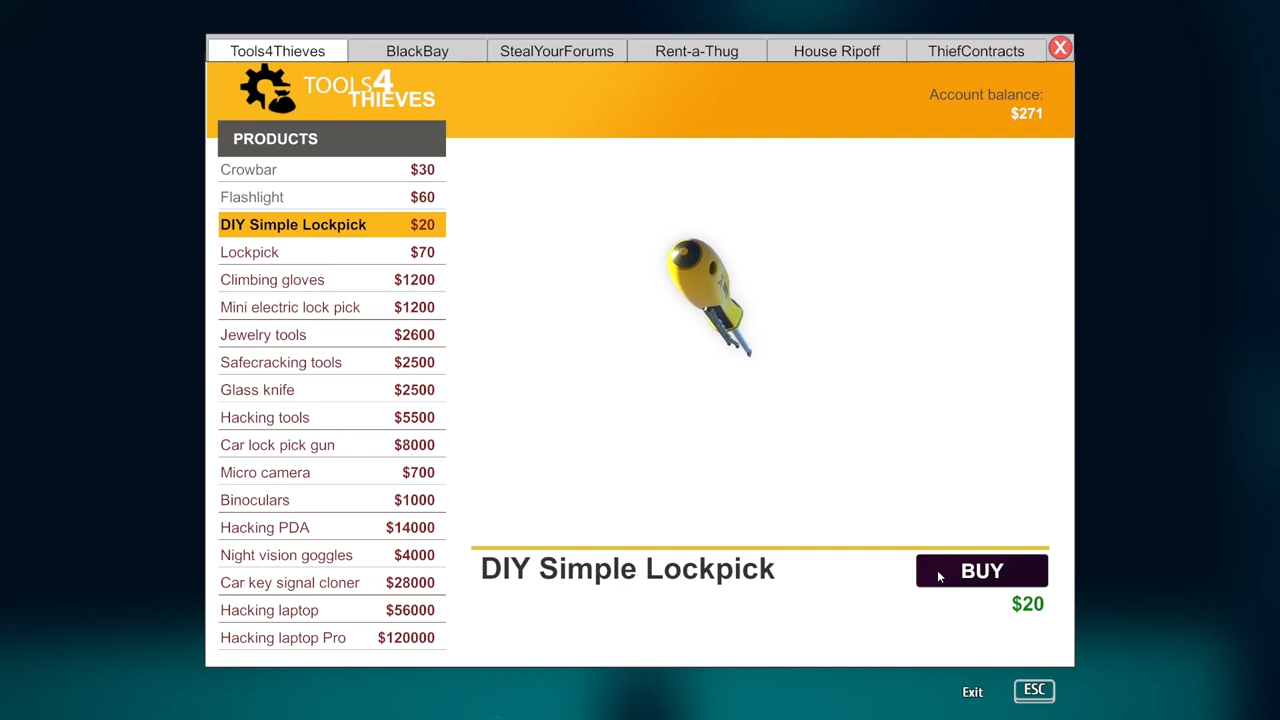 Tools4Thieves BlackBay StealYourForums Rent-a-Thug House Ripoff ThiefContracts X
TOOLS4
THIEVES
Account balance:
$271
PRODUCTS
Crowbar $30
Flashlight $60
DIY Simple Lockpick $20
Lockpick $70
Climbing gloves $1200
Mini electric lock pick $1200
Jewelry tools $2600
Safecracking tools $2500
Glass knife $2500
Hacking tools $5500
Car lock pick gun $8000
Micro camera $700
Binoculars $1000
Hacking PDA $14000
Night vision goggles $4000
Car key signal cloner $28000
Hacking laptop $56000
Hacking laptop Pro $120000
DIY Simple Lockpick
BUY
$20
Exit ESC